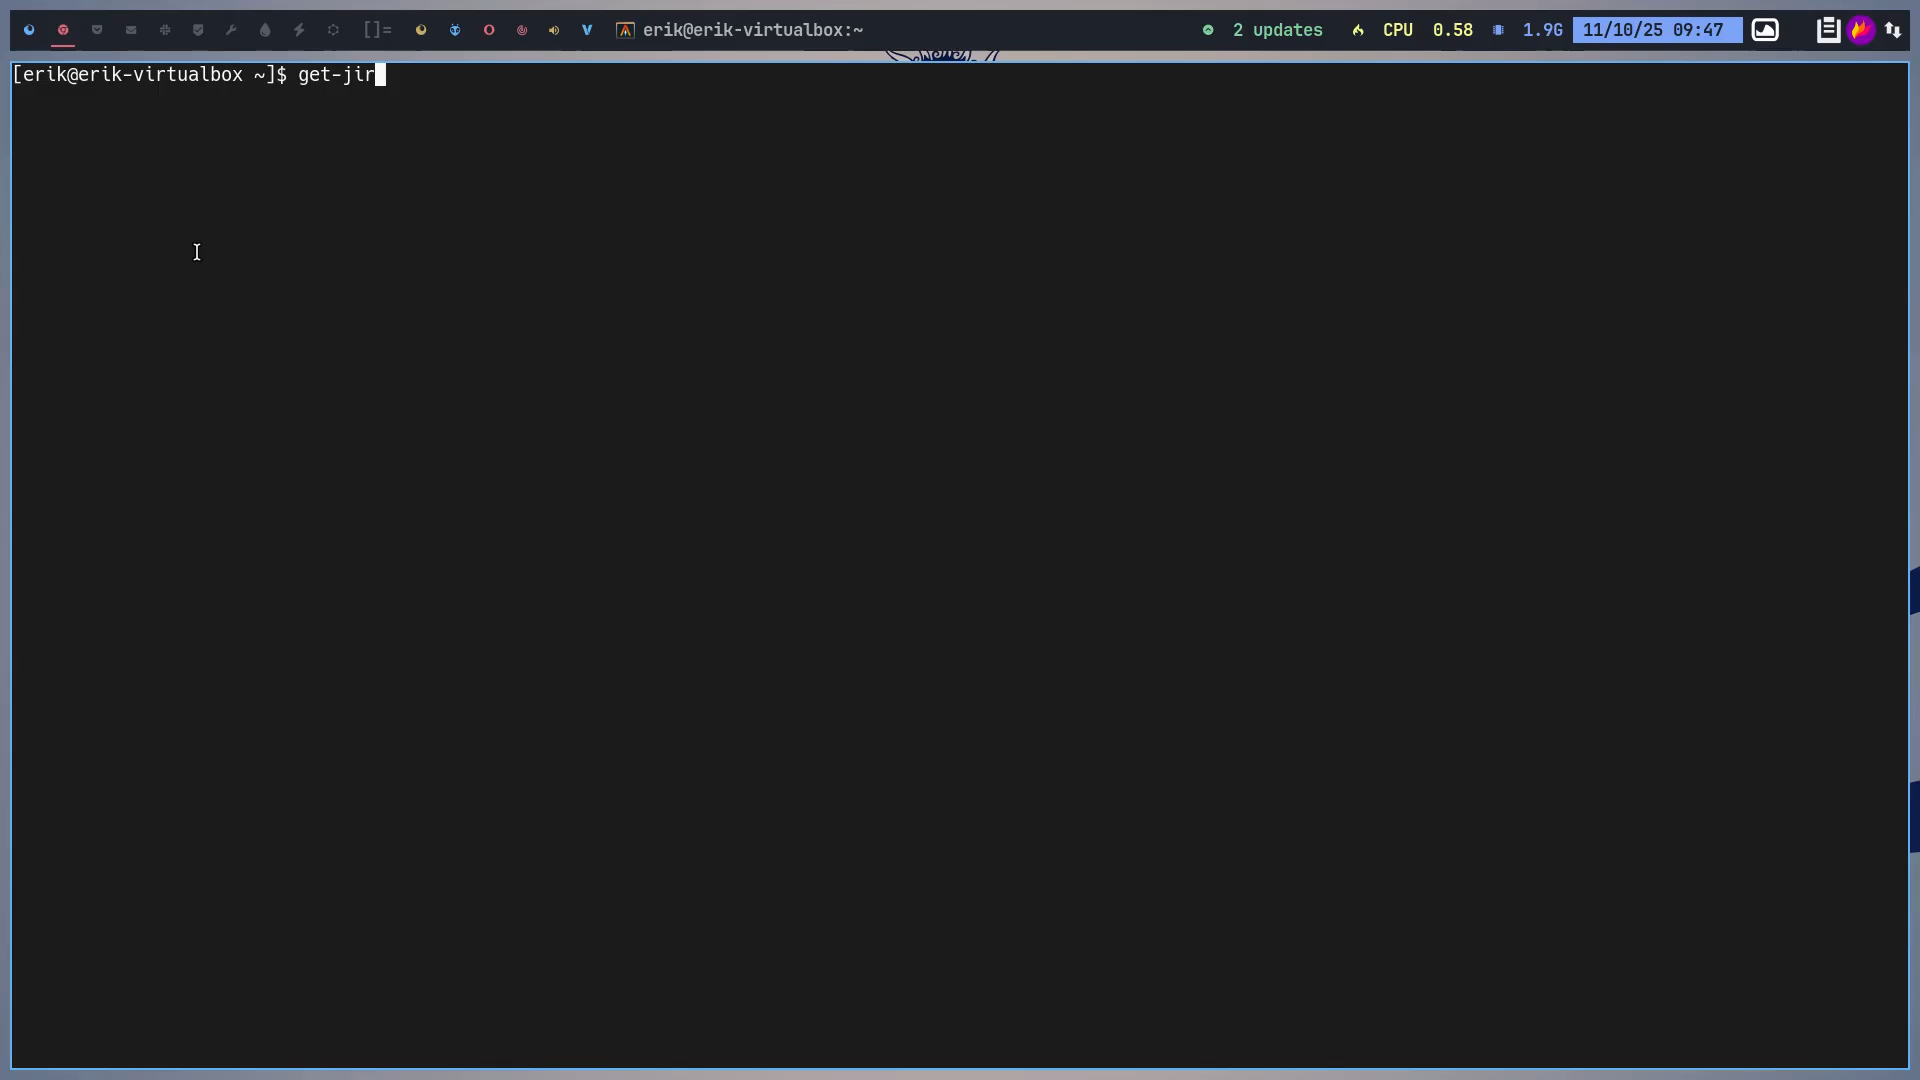 []= V erik@erik-virtualbox:~ 2 updates CPU 0.58 1.9G 11/10/25 09:47
[erik@erik-virtualbox ~]$ get-jir